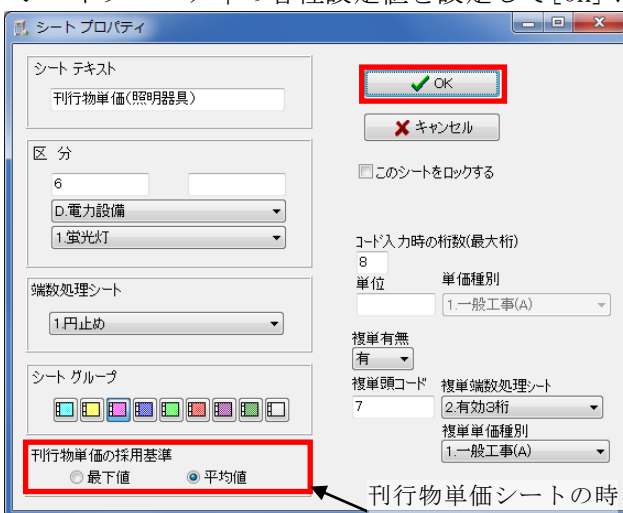 シート プロパティ
シート テキスト
刊行物単価(照明器具)
区 分
6
D.電力設備
1.蛍光灯
端数処理シート
1.円止め
シート グループ
刊行物単価の採用基準
最下値
平均値
OK
キャンセル
このシートをロックする
コード入力時の桁数(最大桁)
8
単位
単価種別
1.一般工事(A)
複単有無
有
複単頭コード
複単端数処理シート
7
2.有効3桁
複単単価種別
1.一般工事(A)
刊行物単価シートの時